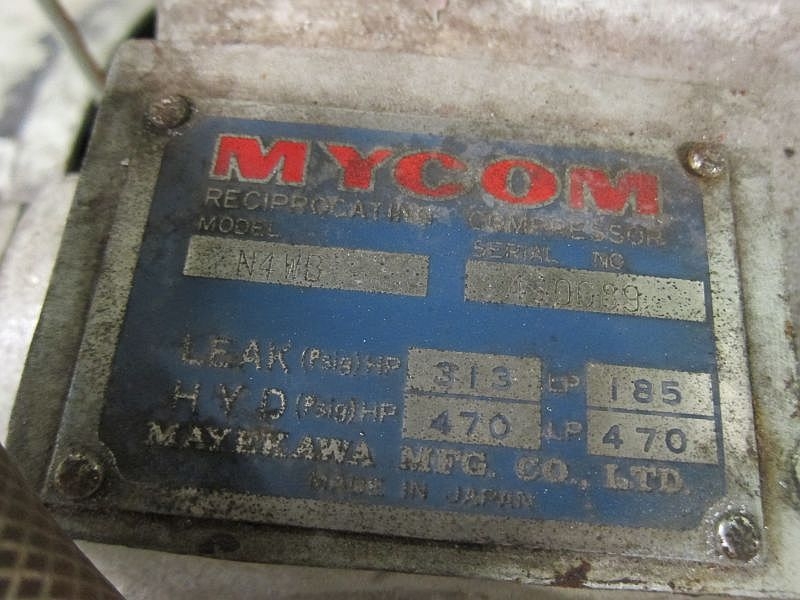 MYCOM
RECIPROCATING COMPRESSOR
MODEL SERIAL NO
N4WB
LEAK (Psig) HP 313 LP 185
HYD (Psig) HP 470 LP 470
MAYEKAWA MFG. CO., LTD.
MADE IN JAPAN